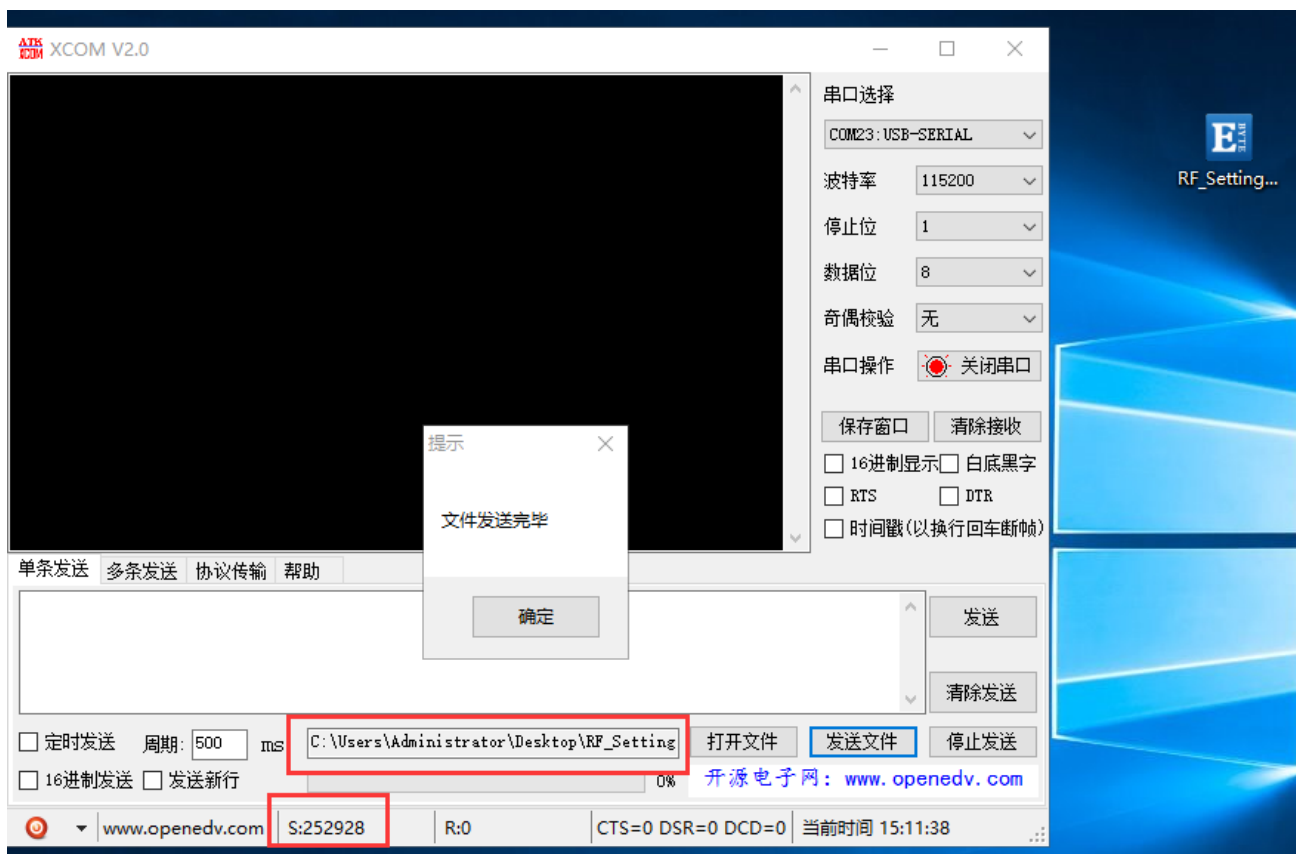 ATK XCOM XCOM V2.0
串口选择
COM23:USB-SERIAL
波特率 115200
停止位 1
数据位 8
奇偶校验 无
串口操作 关闭串口
保存窗口 清除接收
16进制显示 白底黑字
RTS DTR
时间戳(以换行回车断帧)
E BYTE
RF_Setting...
提示
文件发送完毕
确定
单条发送 多条发送 协议传输 帮助
发送
清除发送
定时发送 周期: 500 ms C:\Users\Administrator\Desktop\RF_Setting 打开文件 发送文件 停止发送
16进制发送 发送新行 0% 开源电子网: www.openedv.com
www.openedv.com S:252928 R:0 CTS=0 DSR=0 DCD=0 当前时间 15:11:38